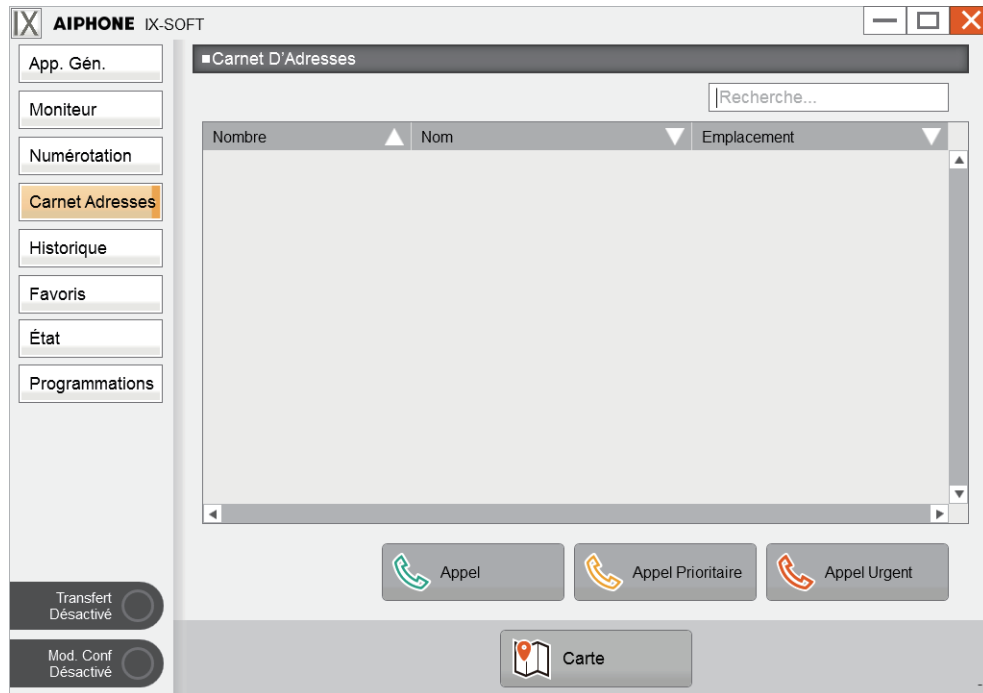 IX AIPHONE IX-SOFT
App. Gén.
Moniteur
Numérotation
Carnet Adresses
Historique
Favoris
État
Programmations
Transfert
Désactivé
Mod. Conf
Désactivé
■Carnet D'Adresses
Recherche...
Nombre Nom Emplacement
Appel Appel Prioritaire Appel Urgent
Carte